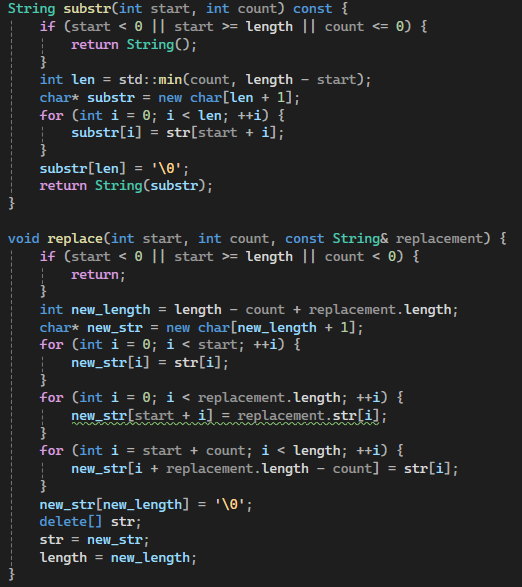 String substr(int start, int count) const {
    if (start < 0 || start >= length || count <= 0) {
        return String();
    }
    int len = std::min(count, length - start);
    char* substr = new char[len + 1];
    for (int i = 0; i < len; ++i) {
        substr[i] = str[start + i];
    }
    substr[len] = '\0';
    return String(substr);
}

void replace(int start, int count, const String& replacement) {
    if (start < 0 || start >= length || count < 0) {
        return;
    }
    int new_length = length - count + replacement.length;
    char* new_str = new char[new_length + 1];
    for (int i = 0; i < start; ++i) {
        new_str[i] = str[i];
    }
    for (int i = 0; i < replacement.length; ++i) {
        new_str[start + i] = replacement.str[i];
    }
    for (int i = start + count; i < length; ++i) {
        new_str[i + replacement.length - count] = str[i];
    }
    new_str[new_length] = '\0';
    delete[] str;
    str = new_str;
    length = new_length;
}